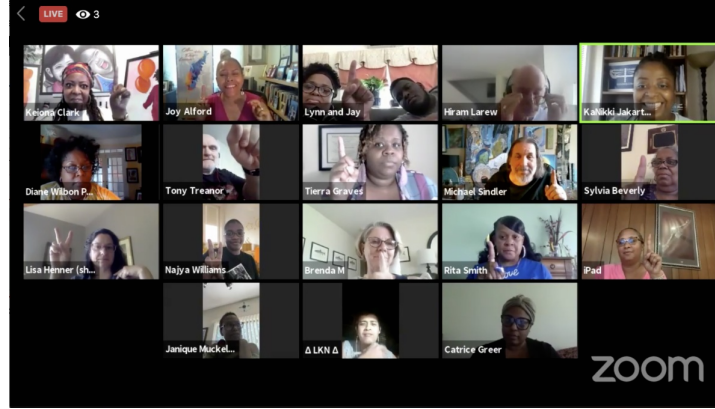 LIVE 3
Keiona Clark
Joy Alford
Lynn and Jay
Hiram Larew
KaNikki Jakart...
Diane Wilbon P...
Tony Treanor
Tierra Graves
Michael Sindler
Sylvia Beverly
Lisa Henner (sh...
Najya Williams
Brenda M
Rita Smith
iPad
Janique Muckel...
Δ LKN Δ
Catrice Greer
zoom